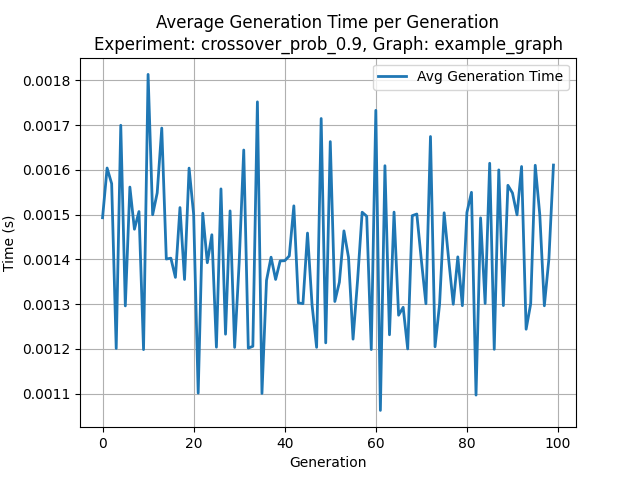 Average Generation Time per Generation
Experiment: crossover_prob_0.9, Graph: example_graph
Avg Generation Time
Time (s)
0.0018
0.0017
0.0016
0.0015
0.0014
0.0013
0.0012
0.0011
0 20 40 60 80 100
Generation